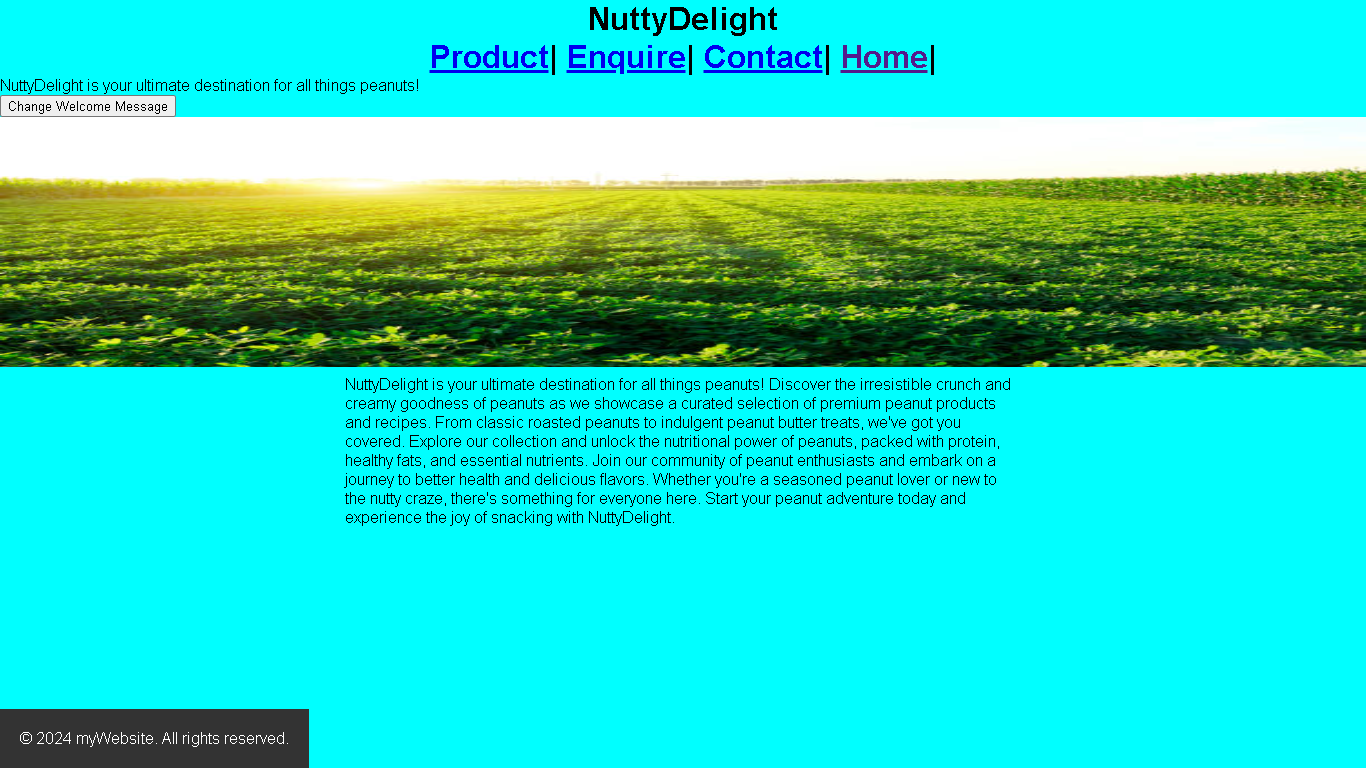 NuttyDelight
Product| Enquire| Contact| Home|
NuttyDelight is your ultimate destination for all things peanuts!
Change Welcome Message
NuttyDelight is your ultimate destination for all things peanuts! Discover the irresistible crunch and
creamy goodness of peanuts as we showcase a curated selection of premium peanut products
and recipes. From classic roasted peanuts to indulgent peanut butter treats, we've got you
covered. Explore our collection and unlock the nutritional power of peanuts, packed with protein,
healthy fats, and essential nutrients. Join our community of peanut enthusiasts and embark on a
journey to better health and delicious flavors. Whether you're a seasoned peanut lover or new to
the nutty craze, there's something for everyone here. Start your peanut adventure today and
experience the joy of snacking with NuttyDelight.
© 2024 myWebsite. All rights reserved.